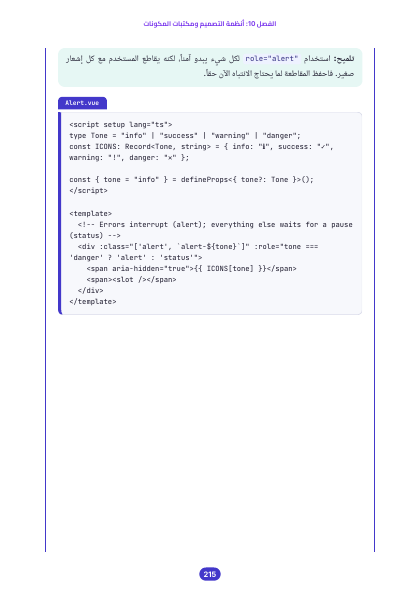 الفصل 10: أنظمة التصميم ومكتبات المكونات
تلميح: استخدام role="alert" لكل شيء يبدو آمناً، لكنه يقاطع المستخدم مع كل إشعار
صغير. فاحفظ المقاطعة لما يحتاج الانتباه الآن حقاً.
Alert.vue
<script setup lang="ts">
type Tone = "info" | "success" | "warning" | "danger";
const ICONS: Record<Tone, string> = { info: "ℹ", success: "✓",
warning: "!", danger: "✕" };
const { tone = "info" } = defineProps<{ tone?: Tone }>();
</script>
<template>
<!-- Errors interrupt (alert); everything else waits for a pause
(status) -->
<div :class="['alert', `alert-${tone}`]" :role="tone ===
'danger' ? 'alert' : 'status'">
<span aria-hidden="true">{{ ICONS[tone] }}</span>
<span><slot /></span>
</div>
</template>
215